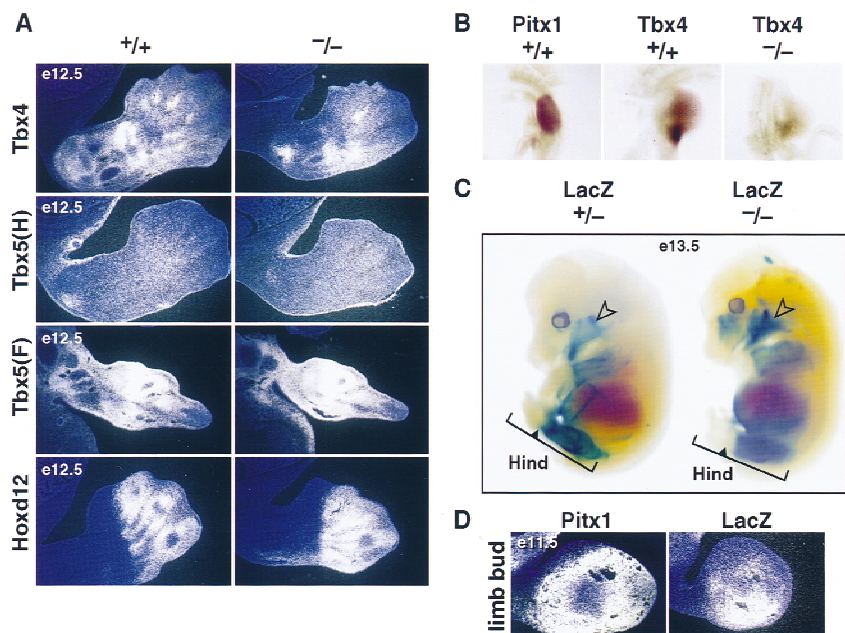 A
+/+ −/−
Tbx4
e12.5
Tbx5(H)
e12.5
Tbx5(F)
e12.5
Hoxd12
e12.5
B
Pitx1 Tbx4 Tbx4
+/+ +/+ −/−
C
LacZ LacZ
+/− −/−
e13.5
Hind Hind
D
Pitx1 LacZ
limb bud
e11.5